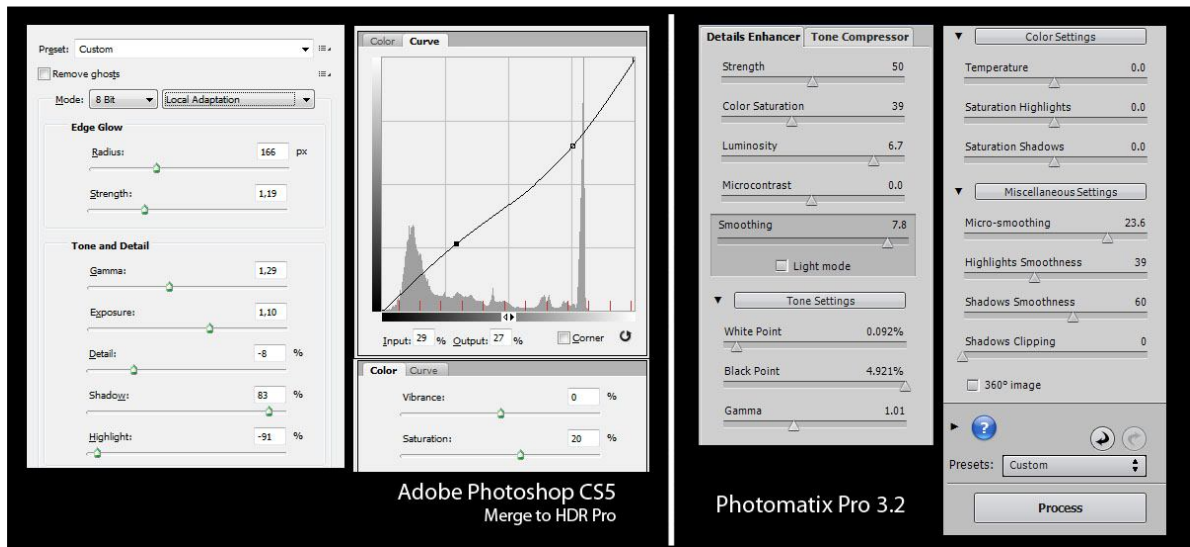 Preset: Custom
Remove ghosts
Mode: 8 Bit Local Adaptation
Edge Glow
Radius: 166 px
Strength: 1,19
Tone and Detail
Gamma: 1,29
Exposure: 1,10
Detail: -8 %
Shadow: 83 %
Highlight: -91 %
Color Curve
Input: 29 % Output: 27 % Corner
Color Curve
Vibrance: 0 %
Saturation: 20 %
Adobe Photoshop CS5
Merge to HDR Pro
Details Enhancer Tone Compressor
Strength 50
Color Saturation 39
Luminosity 6.7
Microcontrast 0.0
Smoothing 7.8
Light mode
Tone Settings
White Point 0.092%
Black Point 4.921%
Gamma 1.01
Photomatix Pro 3.2
Color Settings
Temperature 0.0
Saturation Highlights 0.0
Saturation Shadows 0.0
Miscellaneous Settings
Micro-smoothing 23.6
Highlights Smoothness 39
Shadows Smoothness 60
Shadows Clipping 0
360° image
?
Presets: Custom
Process